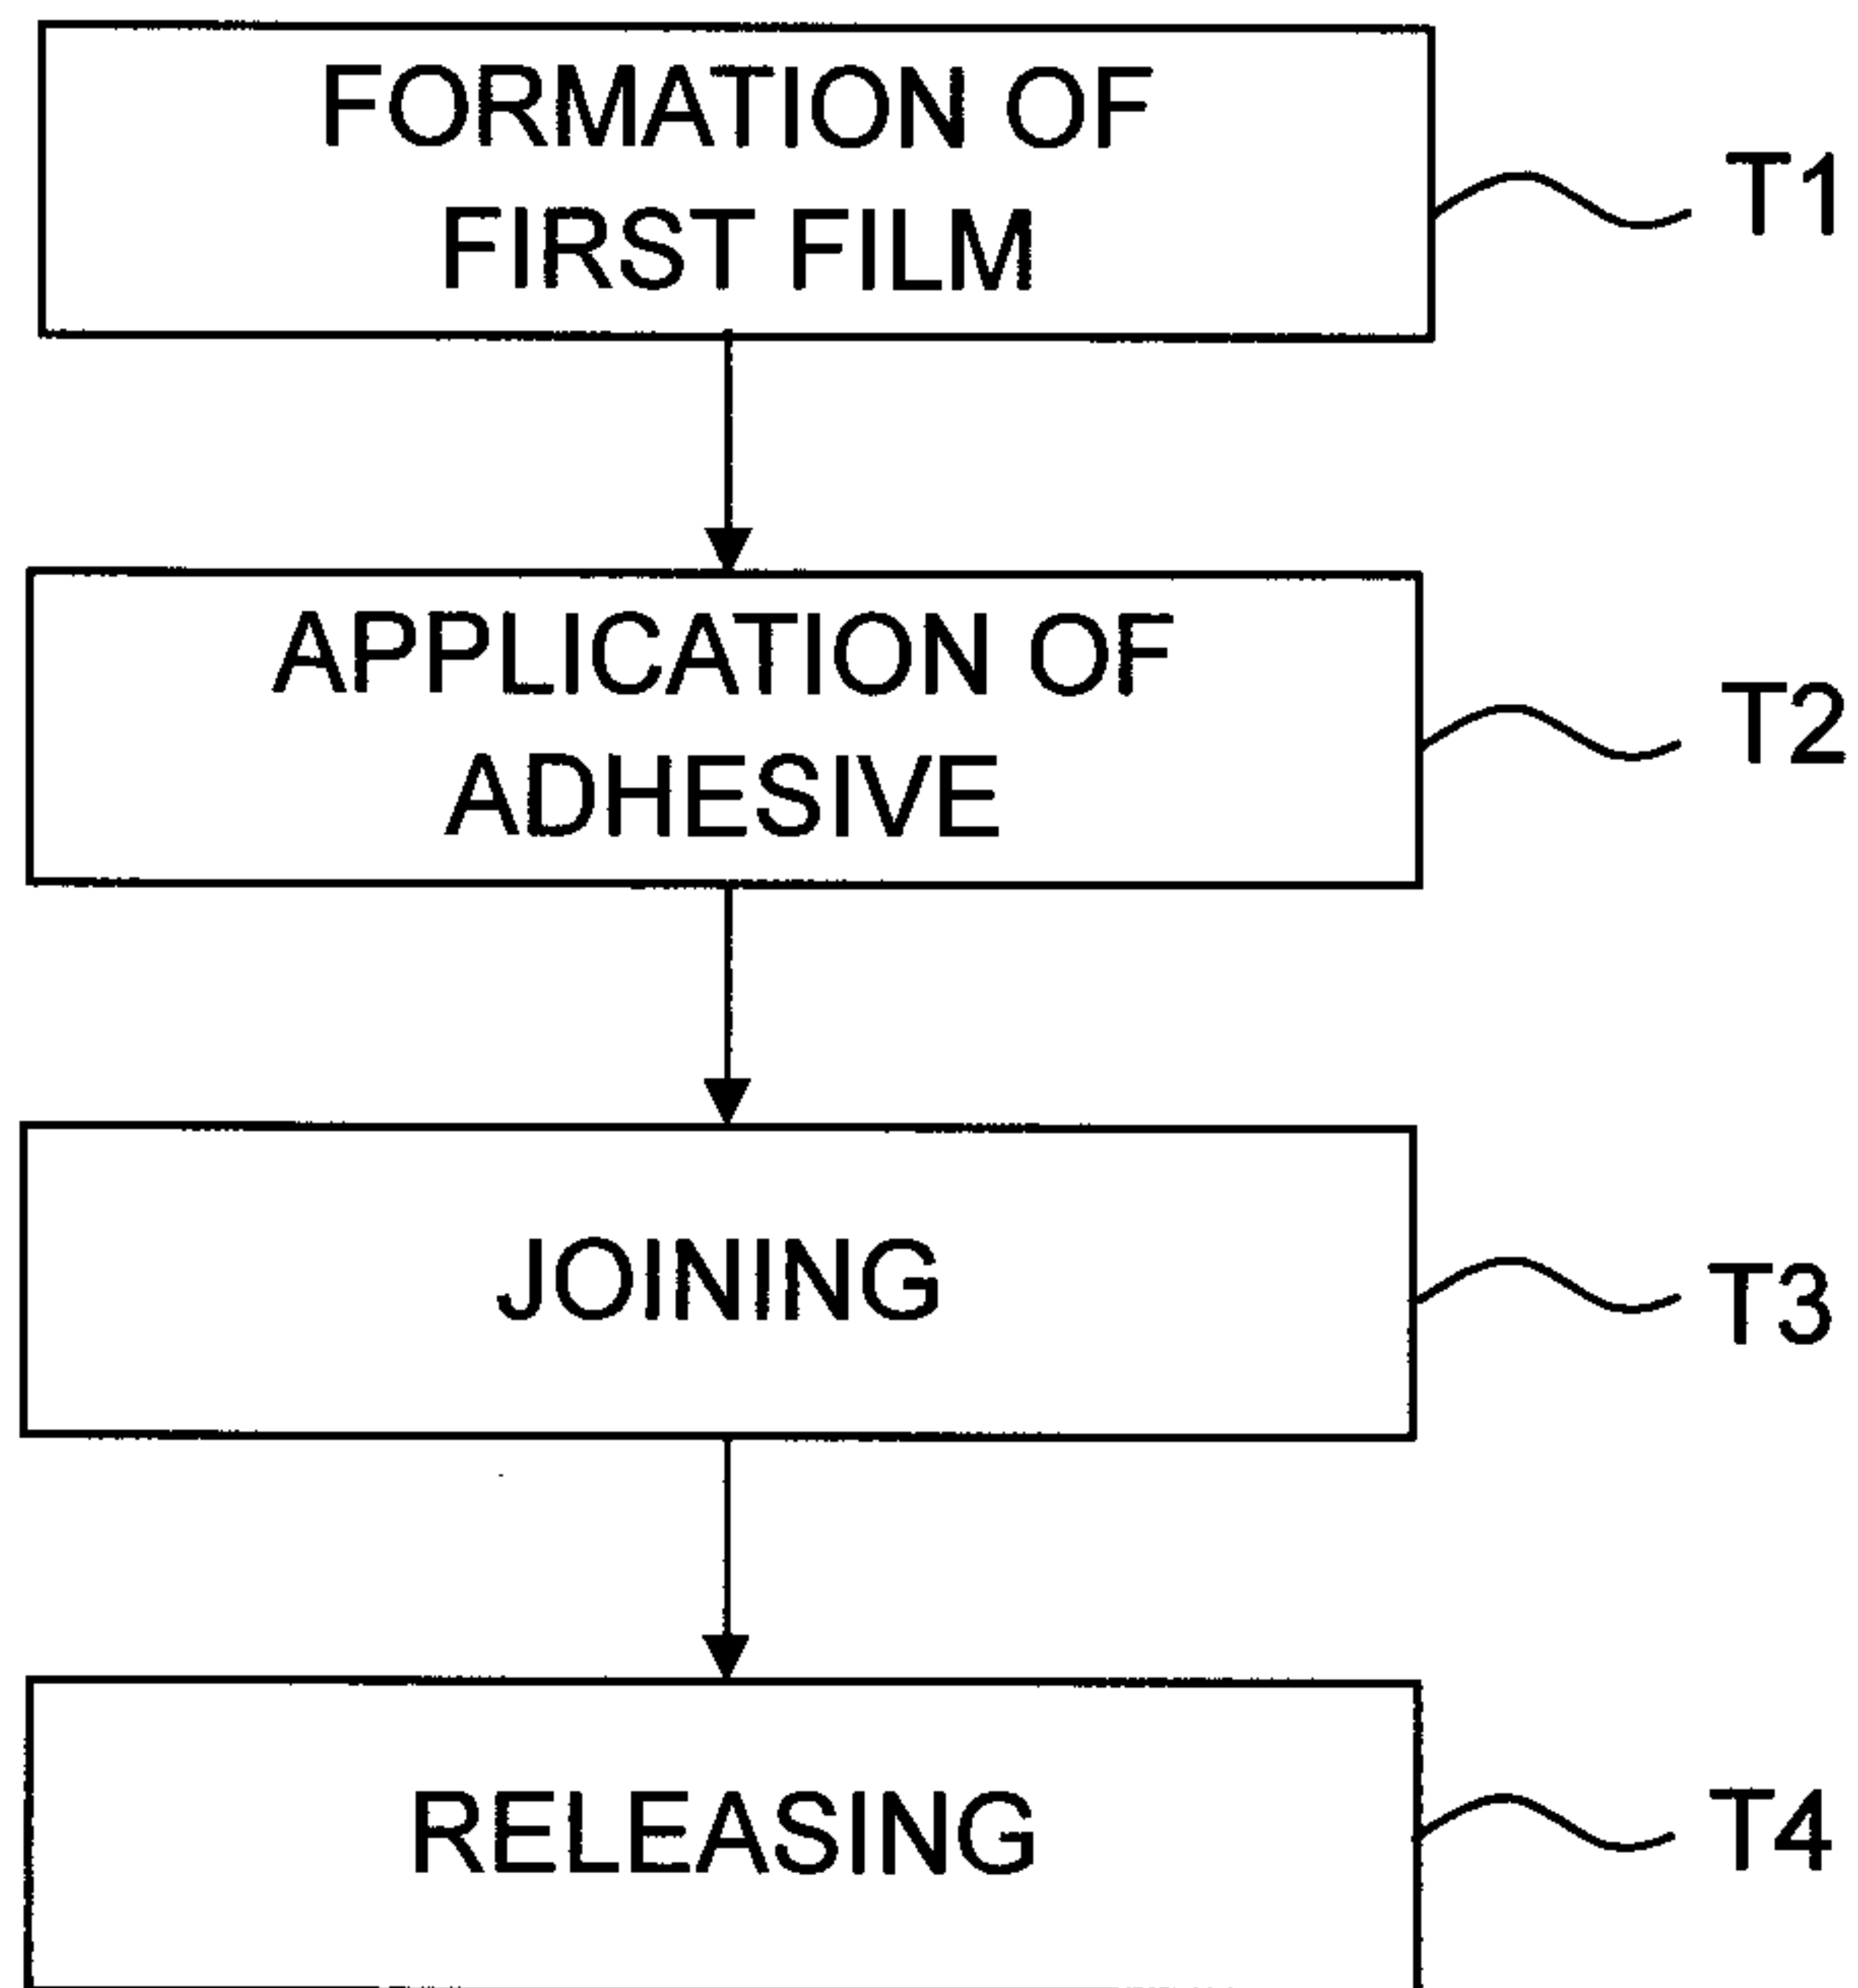 FORMATION OF
FIRST FILM
T1
APPLICATION OF
ADHESIVE
T2
JOINING
T3
RELEASING
T4